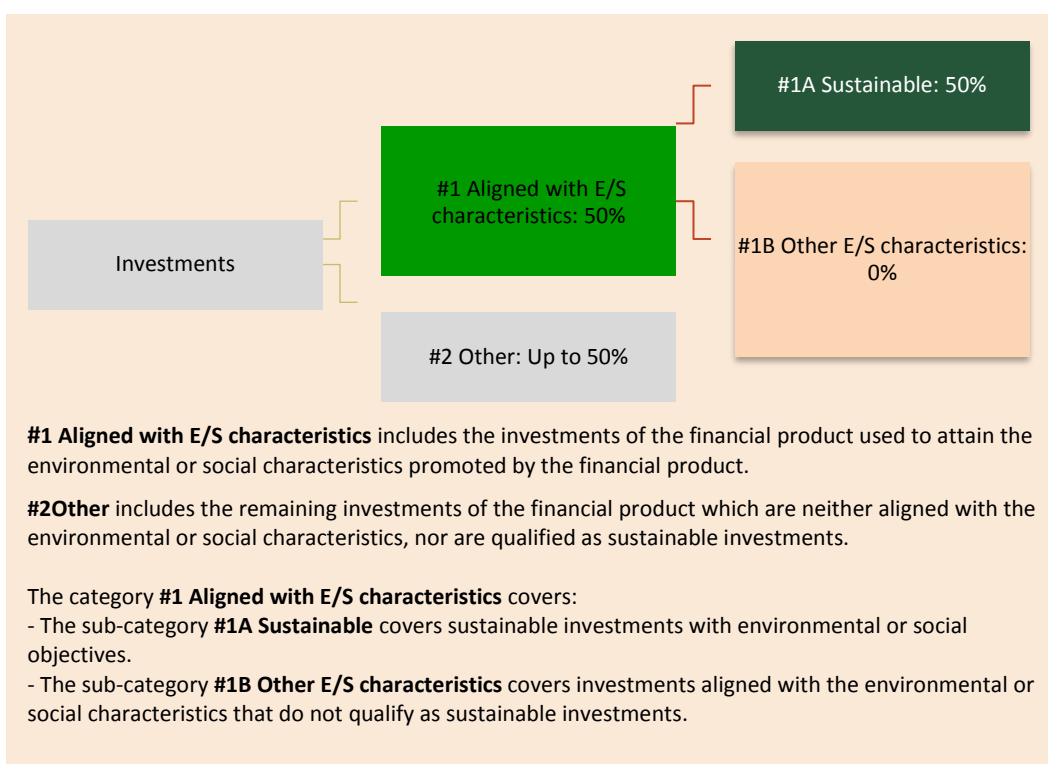 #1A Sustainable: 50%
#1 Aligned with E/S
characteristics: 50%
#1B Other E/S characteristics:
0%
Investments
#2 Other: Up to 50%
#1 Aligned with E/S characteristics includes the investments of the financial product used to attain the
environmental or social characteristics promoted by the financial product.
#2Other includes the remaining investments of the financial product which are neither aligned with the
environmental or social characteristics, nor are qualified as sustainable investments.
The category #1 Aligned with E/S characteristics covers:
- The sub-category #1A Sustainable covers sustainable investments with environmental or social
objectives.
- The sub-category #1B Other E/S characteristics covers investments aligned with the environmental or
social characteristics that do not qualify as sustainable investments.